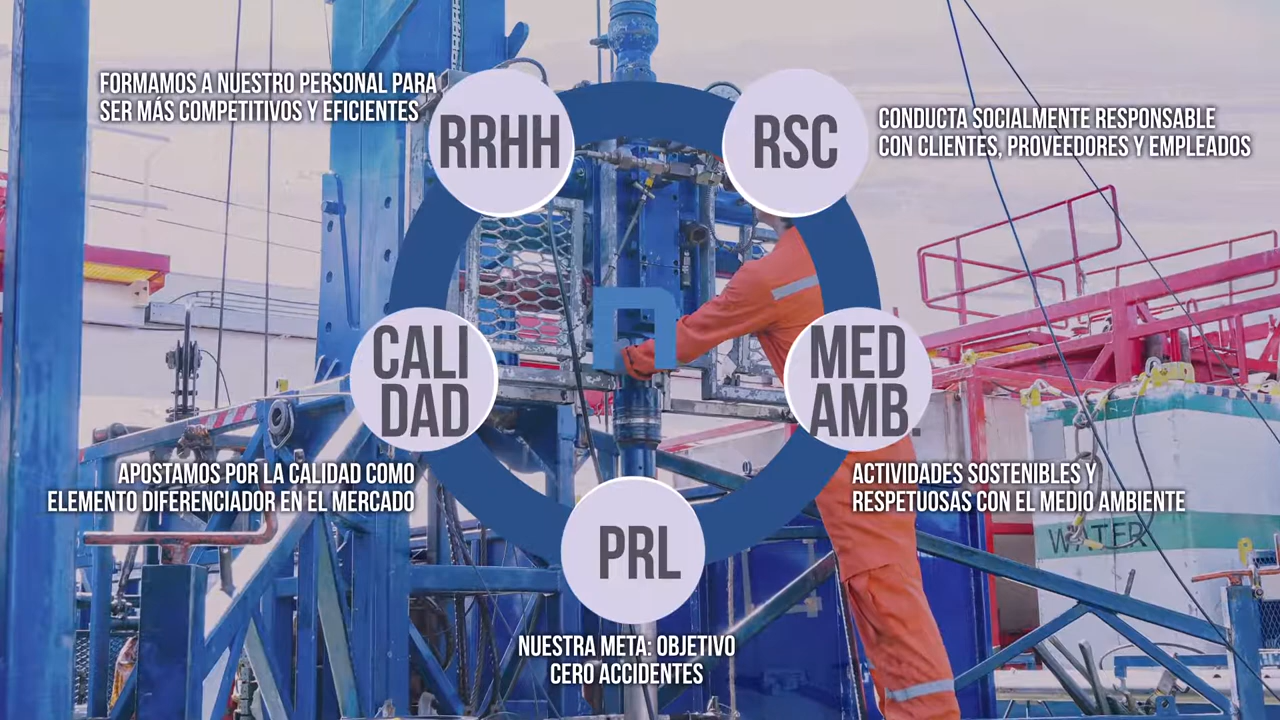 FORMAMOS A NUESTRO PERSONAL PARA
SER MÁS COMPETITIVOS Y EFICIENTES
RRHH
RSC
CONDUCTA SOCIALMENTE RESPONSABLE
CON CLIENTES, PROVEEDORES Y EMPLEADOS
CALI
DAD
MED
AMB.
APOSTAMOS POR LA CALIDAD COMO
ELEMENTO DIFERENCIADOR EN EL MERCADO
ACTIVIDADES SOSTENIBLES Y
RESPETUOSAS CON EL MEDIO AMBIENTE
WATER
PRL
NUESTRA META: OBJETIVO
CERO ACCIDENTES